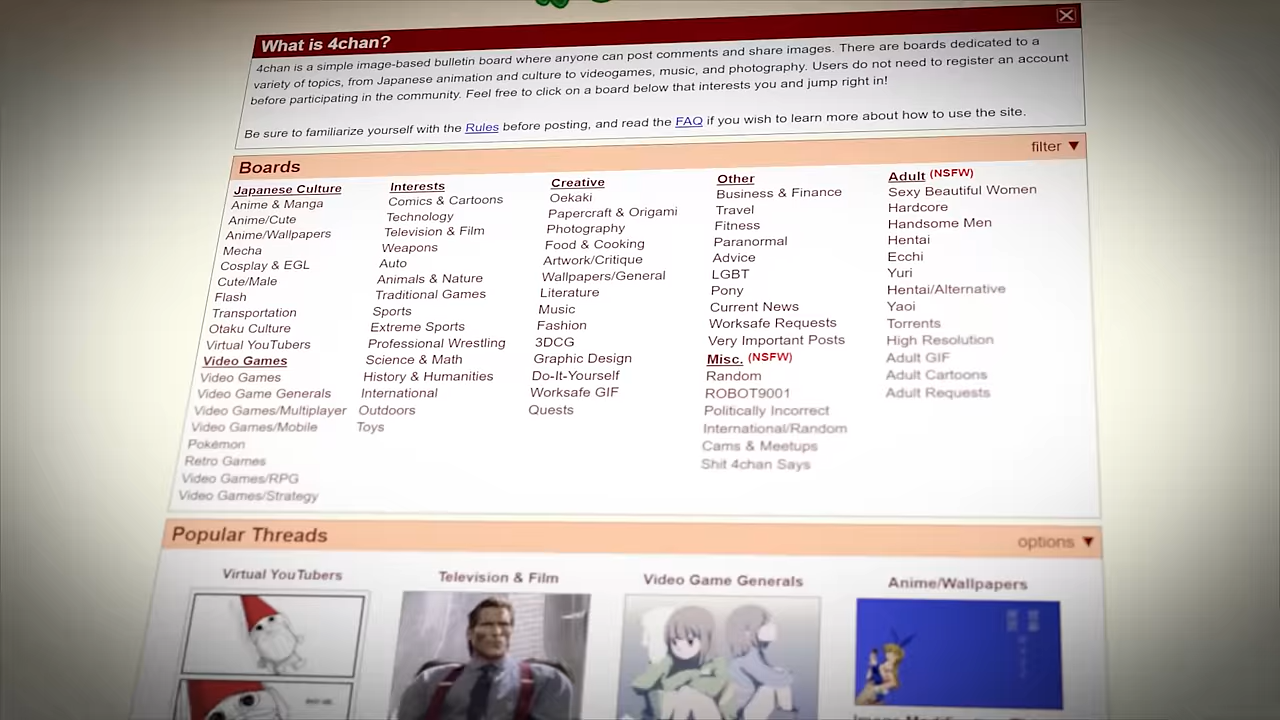 What is 4chan?
4chan is a simple image-based bulletin board where anyone can post comments and share images. There are boards dedicated to a
variety of topics, from Japanese animation and culture to videogames, music, and photography. Users do not need to register an account
before participating in the community. Feel free to click on a board below that interests you and jump right in!
Be sure to familiarize yourself with the Rules before posting, and read the FAQ if you wish to learn more about how to use the site.
Boards
filter ▼
Japanese Culture
Anime & Manga
Anime/Cute
Anime/Wallpapers
Mecha
Cosplay & EGL
Cute/Male
Flash
Transportation
Otaku Culture
Virtual YouTubers
Video Games
Video Games
Video Game Generals
Video Games/Multiplayer
Video Games/Mobile
Pokémon
Retro Games
Video Games/RPG
Video Games/Strategy
Interests
Comics & Cartoons
Technology
Television & Film
Weapons
Auto
Animals & Nature
Traditional Games
Sports
Extreme Sports
Professional Wrestling
Science & Math
History & Humanities
International
Outdoors
Toys
Creative
Oekaki
Papercraft & Origami
Photography
Food & Cooking
Artwork/Critique
Wallpapers/General
Literature
Music
Fashion
3DCG
Graphic Design
Do-It-Yourself
Worksafe GIF
Quests
Other
Business & Finance
Travel
Fitness
Paranormal
Advice
LGBT
Pony
Current News
Worksafe Requests
Very Important Posts
Misc. (NSFW)
Random
ROBOT9001
Politically Incorrect
International/Random
Cams & Meetups
Shit 4chan Says
Adult (NSFW)
Sexy Beautiful Women
Hardcore
Handsome Men
Hentai
Ecchi
Yuri
Hentai/Alternative
Yaoi
Torrents
High Resolution
Adult GIF
Adult Cartoons
Adult Requests
Popular Threads
options ▼
Virtual YouTubers
Television & Film
Video Game Generals
Anime/Wallpapers